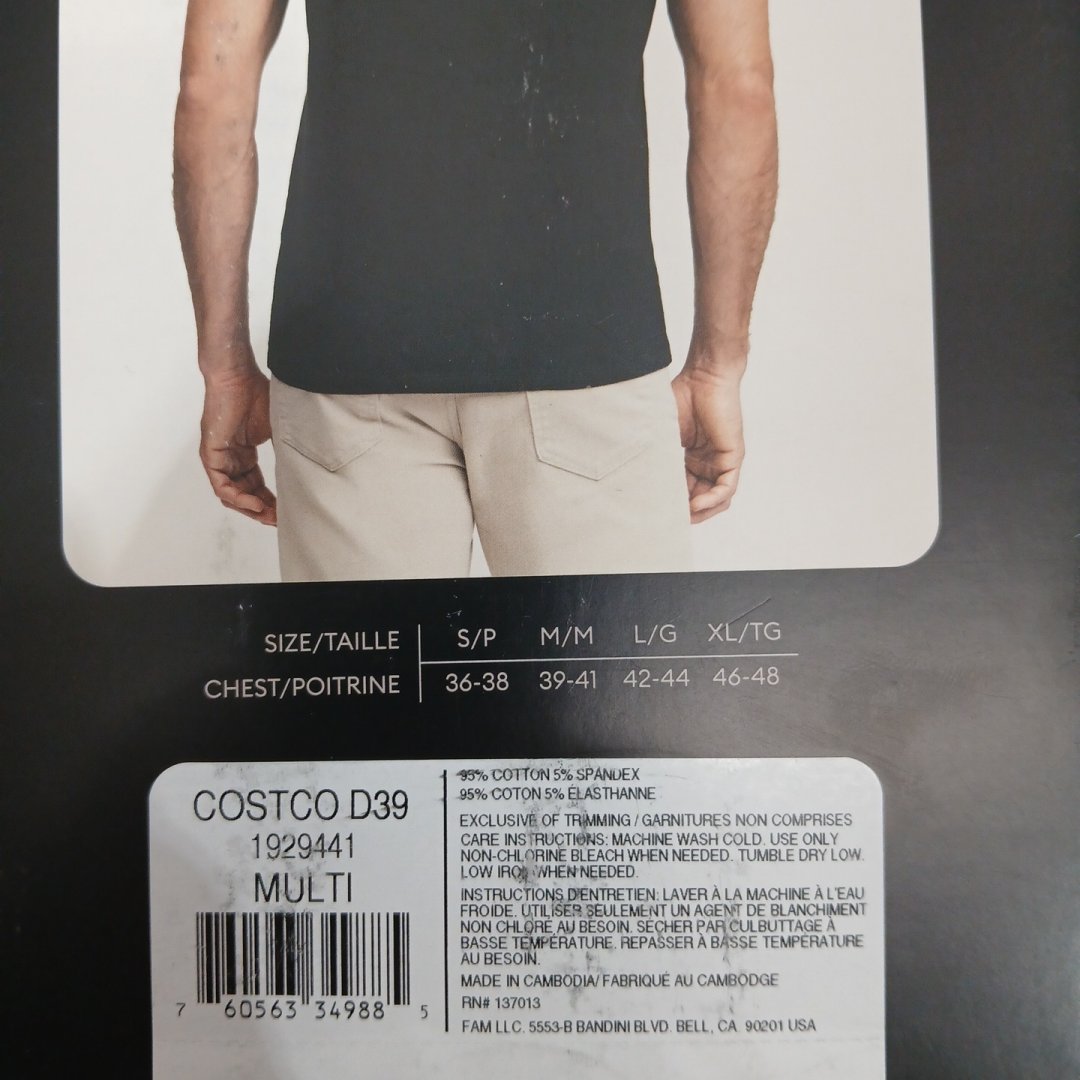 SIZE/TAILLE S/P M/M L/G XL/TG
CHEST/POITRINE 36-38 39-41 42-44 46-48
COSTCO D39
1929441
MULTI
7 60563 34988 5
95% COTTON 5% SPANDEX
95% COTON 5% ÉLASTHANNE
EXCLUSIVE OF TRIMMING / GARNITURES NON COMPRISES
CARE INSTRUCTIONS: MACHINE WASH COLD. USE ONLY
NON-CHLORINE BLEACH WHEN NEEDED. TUMBLE DRY LOW.
LOW IRON WHEN NEEDED.
INSTRUCTIONS D'ENTRETIEN: LAVER À LA MACHINE À L'EAU
FROIDE. UTILISER SEULEMENT UN AGENT DE BLANCHIMENT
NON CHLORÉ AU BESOIN. SÉCHER PAR CULBUTTAGE À
BASSE TEMPÉRATURE. REPASSER À BASSE TEMPÉRATURE
AU BESOIN.
MADE IN CAMBODIA/ FABRIQUÉ AU CAMBODGE
RN# 137013
FAM LLC. 5553-B BANDINI BLVD. BELL, CA 90201 USA